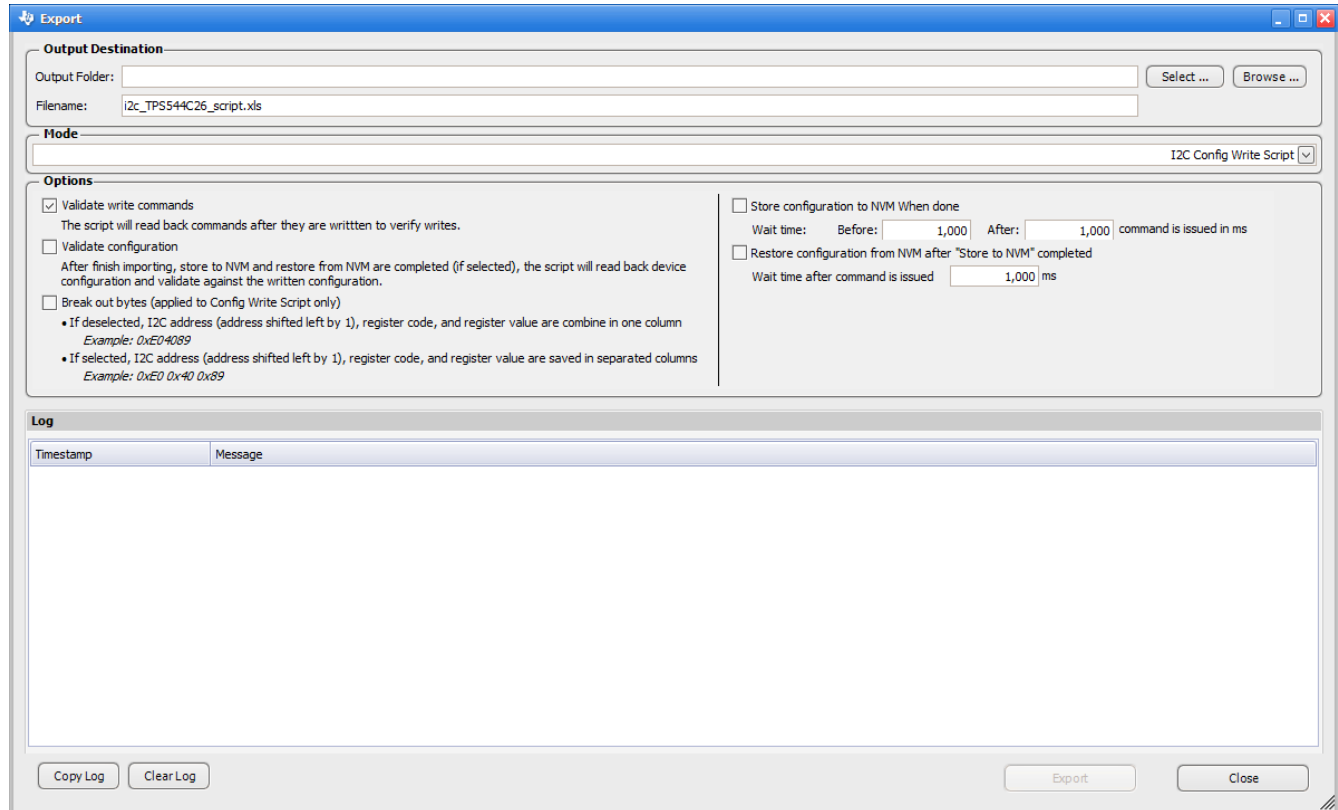 Export
Output Destination
Output Folder:
Select ...
Browse ...
Filename:
i2c_TPS544C26_script.xls
Mode
I2C Config Write Script
Options
Validate write commands
The script will read back commands after they are writtten to verify writes.
Validate configuration
After finish importing, store to NVM and restore from NVM are completed (if selected), the script will read back device
configuration and validate against the written configuration.
Break out bytes (applied to Config Write Script only)
• If deselected, I2C address (address shifted left by 1), register code, and register value are combine in one column
Example: 0xE04089
• If selected, I2C address (address shifted left by 1), register code, and register value are saved in separated columns
Example: 0xE0 0x40 0x89
Store configuration to NVM When done
Wait time: Before: 1,000 After: 1,000 command is issued in ms
Restore configuration from NVM after "Store to NVM" completed
Wait time after command is issued 1,000 ms
Log
Timestamp Message
Copy Log Clear Log Export Close